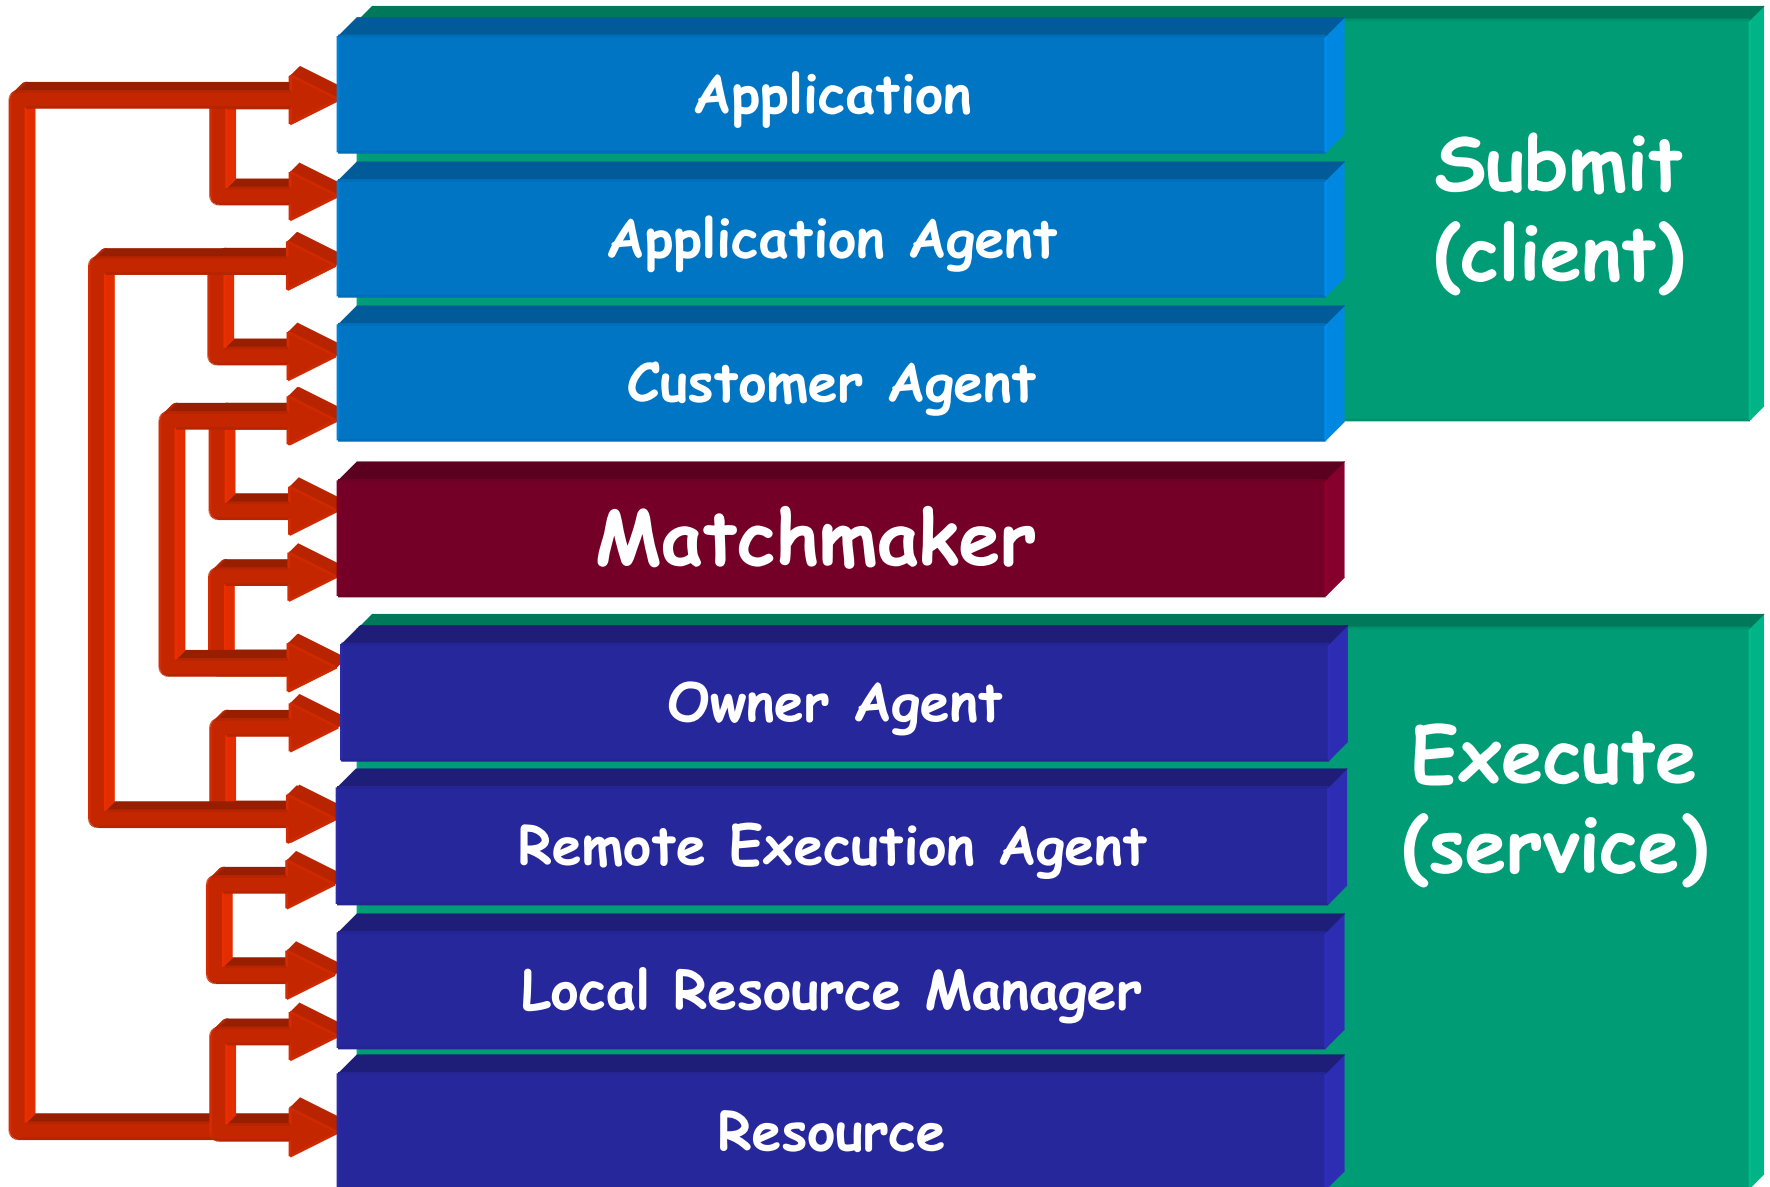 Application
Application Agent
Customer Agent
Submit
(client)
Matchmaker
Owner Agent
Remote Execution Agent
Local Resource Manager
Resource
Execute
(service)